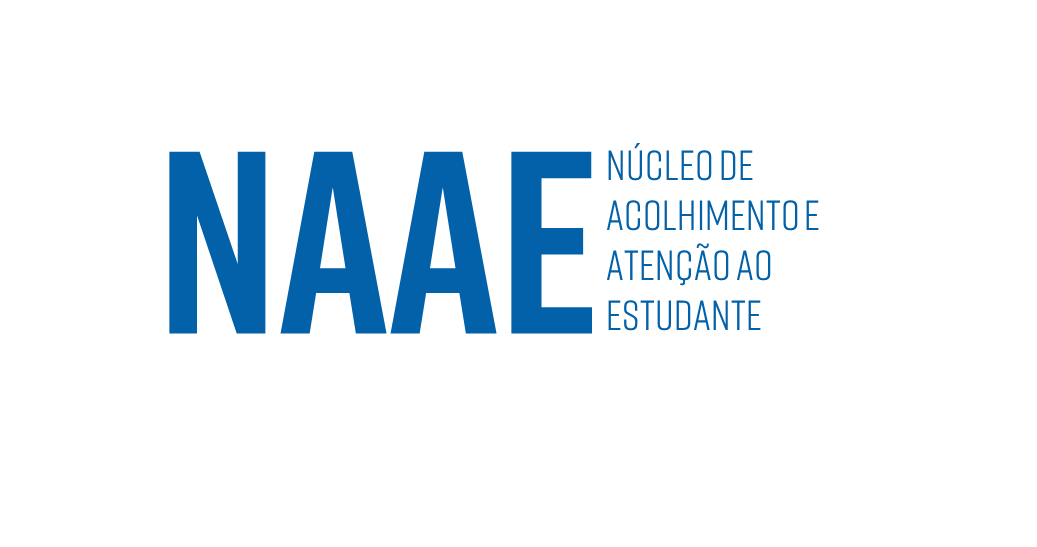 NAAE
NÚCLEO DE
ACOLHIMENTO E
ATENÇÃO AO
ESTUDANTE